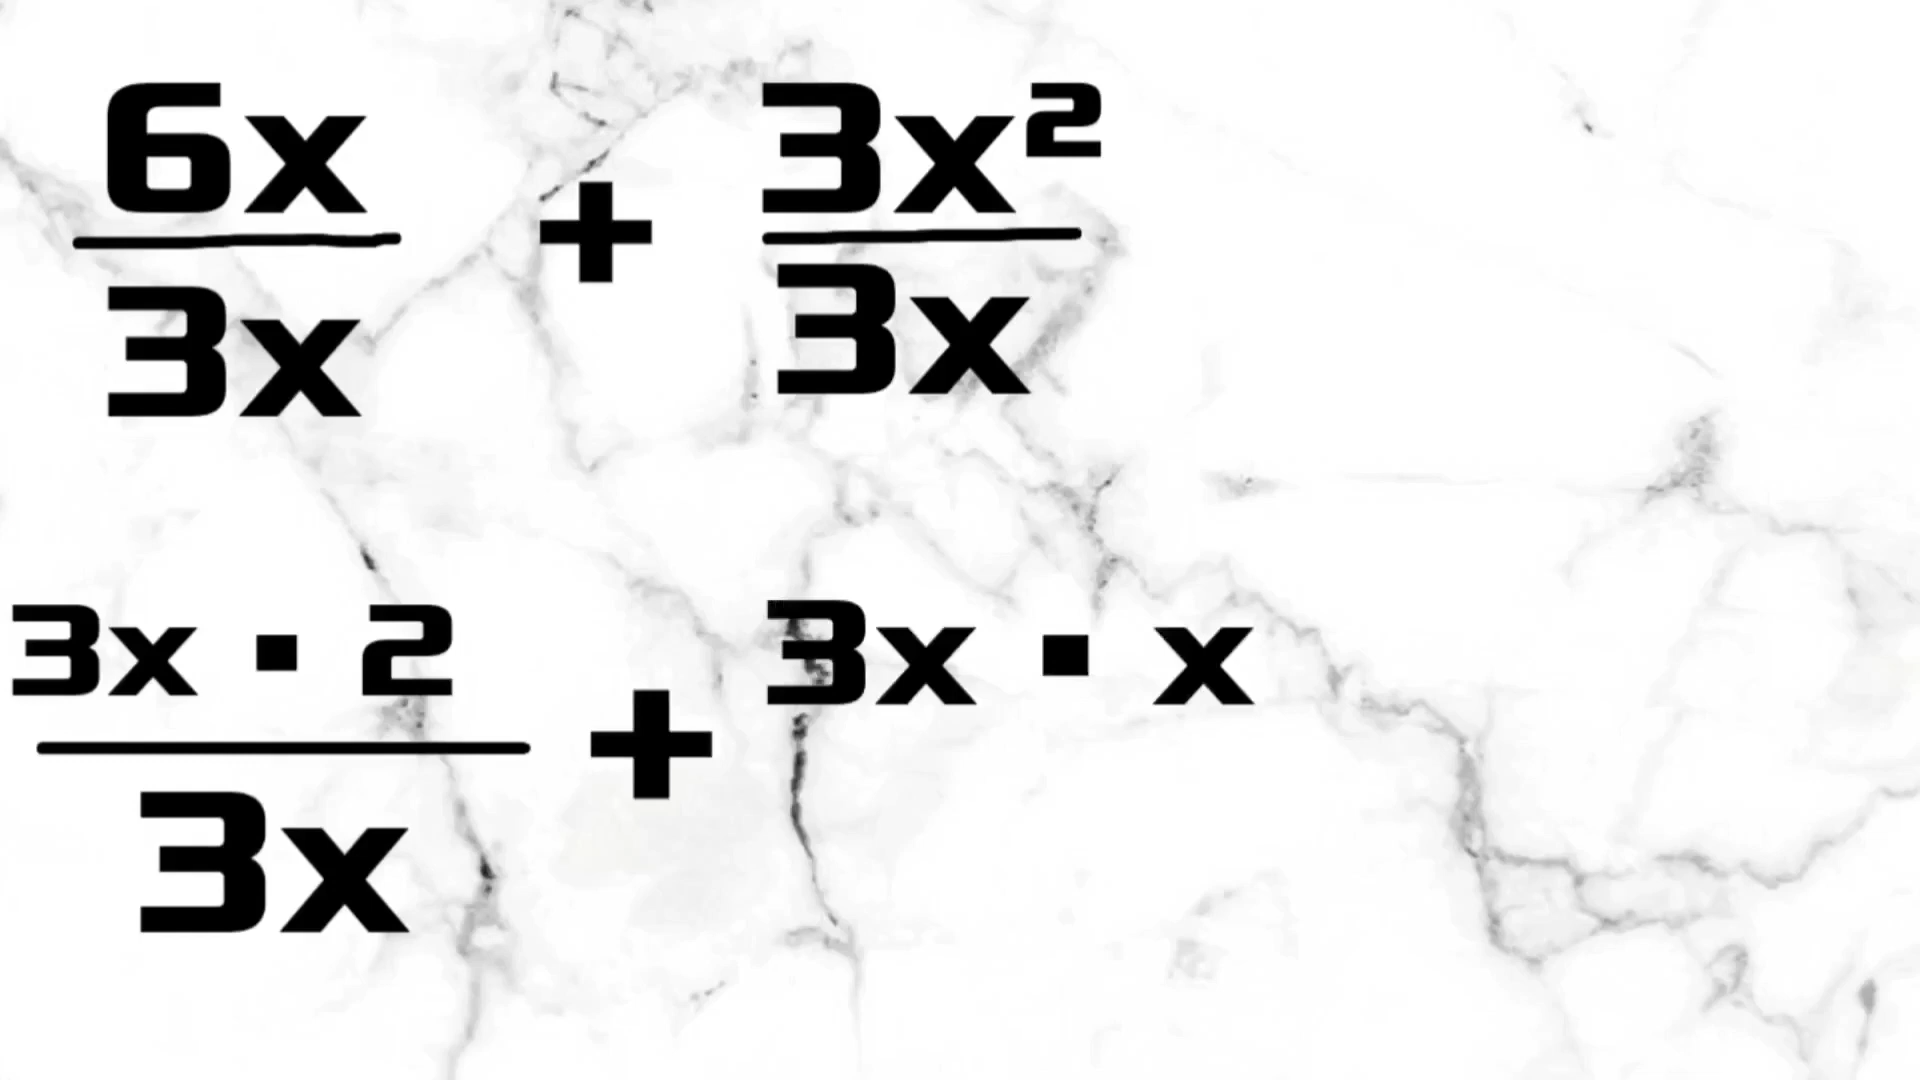 6x + 3x²
3x 3x
3x · 2 + 3x · x
3x